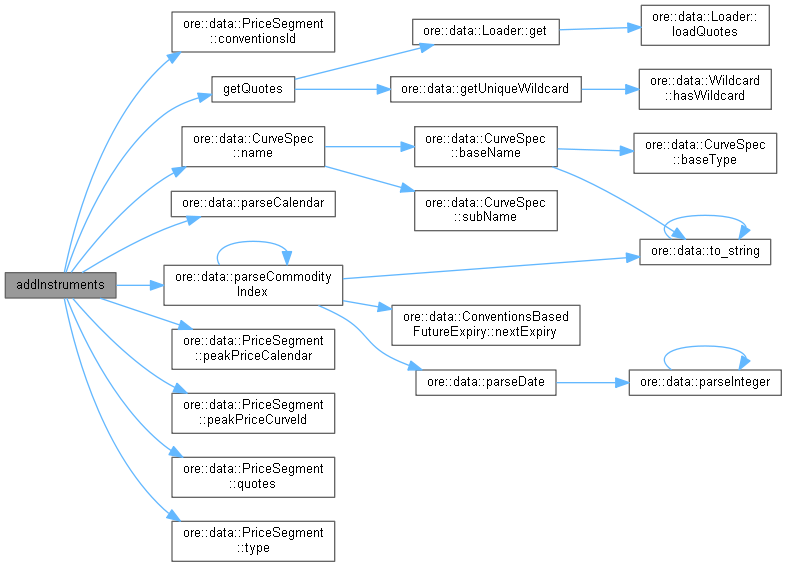 ore::data::PriceSegment
::conventionsId
ore::data::Loader::get
ore::data::Loader::
loadQuotes
getQuotes
ore::data::getUniqueWildcard
ore::data::Wildcard
::hasWildcard
ore::data::CurveSpec
::name
ore::data::CurveSpec
::baseName
ore::data::CurveSpec
::baseType
ore::data::parseCalendar
ore::data::CurveSpec
::subName
ore::data::to_string
addInstruments
ore::data::parseCommodity
Index
ore::data::ConventionsBased
FutureExpiry::nextExpiry
ore::data::PriceSegment
::peakPriceCalendar
ore::data::parseDate
ore::data::parseInteger
ore::data::PriceSegment
::peakPriceCurveId
ore::data::PriceSegment
::quotes
ore::data::PriceSegment
::type